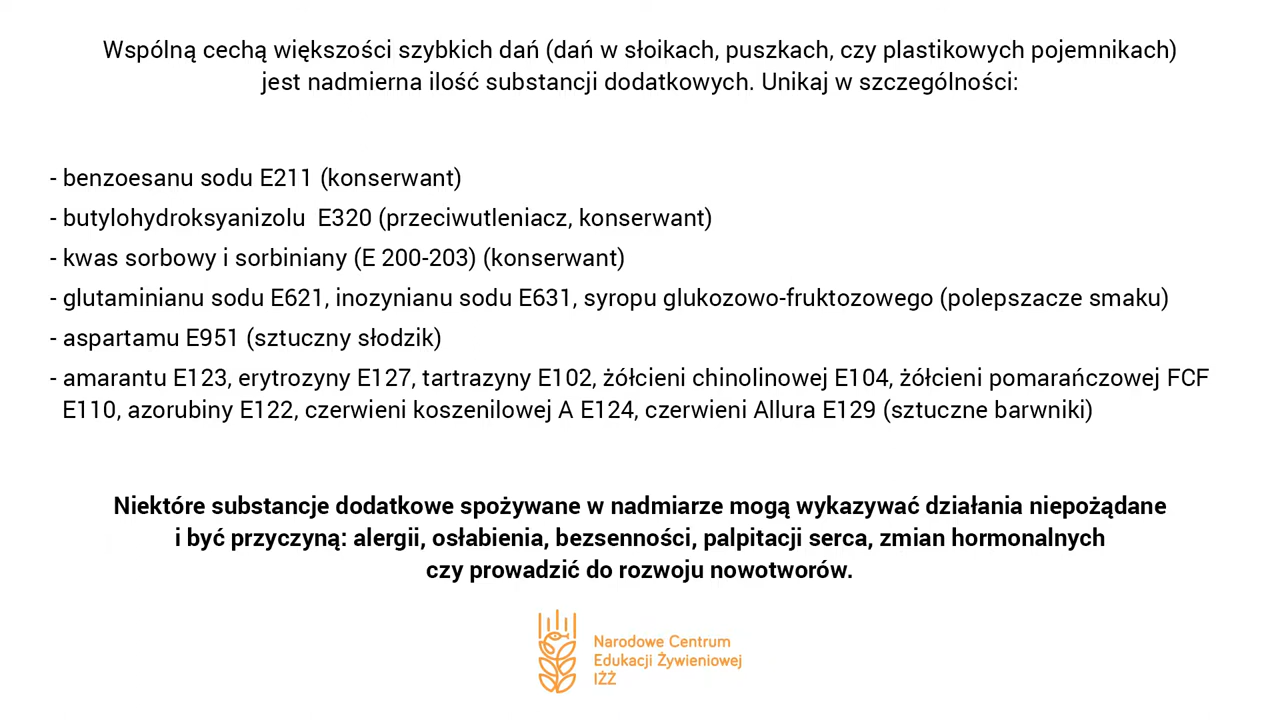 Wspólną cechą większości szybkich dań (dań w słoikach, puszkach, czy plastikowych pojemnikach)
jest nadmierna ilość substancji dodatkowych. Unikaj w szczególności:
- benzoesanu sodu E211 (konserwant)
- butylohydroksyanizolu  E320 (przeciwutleniacz, konserwant)
- kwas sorbowy i sorbiniany (E 200-203) (konserwant)
- glutaminianu sodu E621, inozynianu sodu E631, syropu glukozowo-fruktozowego (polepszacze smaku)
- aspartamu E951 (sztuczny słodzik)
- amarantu E123, erytrozyny E127, tartrazyny E102, żółcieni chinolinowej E104, żółcieni pomarańczowej FCF
E110, azorubiny E122, czerwieni koszenilowej A E124, czerwieni Allura E129 (sztuczne barwniki)
Niektóre substancje dodatkowe spożywane w nadmiarze mogą wykazywać działania niepożądane
i być przyczyną: alergii, osłabienia, bezsenności, palpitacji serca, zmian hormonalnych
czy prowadzić do rozwoju nowotworów.
Narodowe Centrum
Edukacji Żywieniowej
IŻŻ